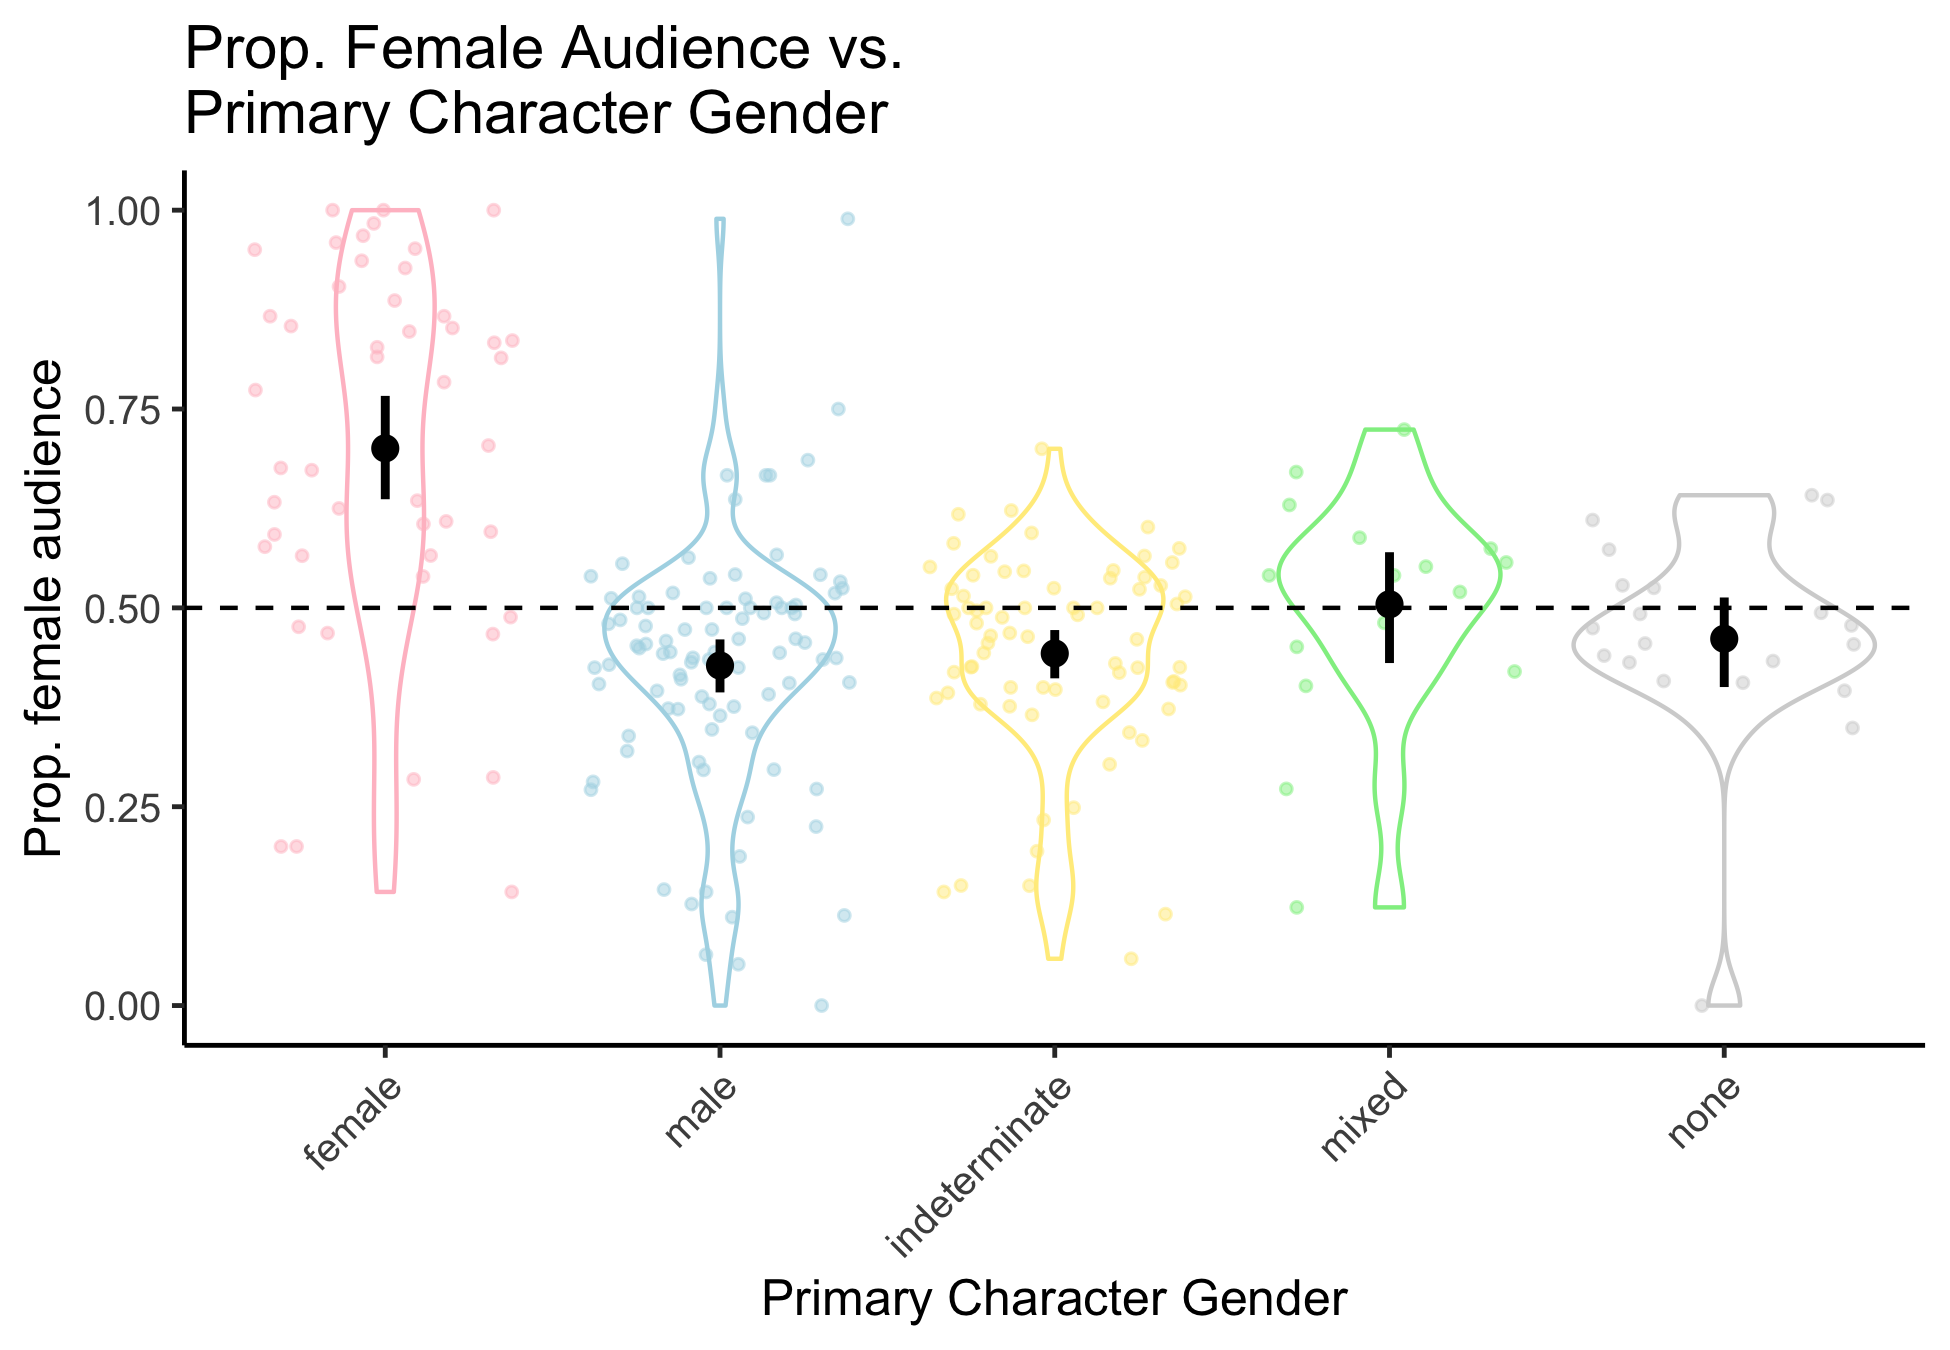 Prop. Female Audience vs.
Primary Character Gender
Prop. female audience
1.00
0.75
0.50
0.25
0.00
female
male
indeterminate
mixed
none
Primary Character Gender